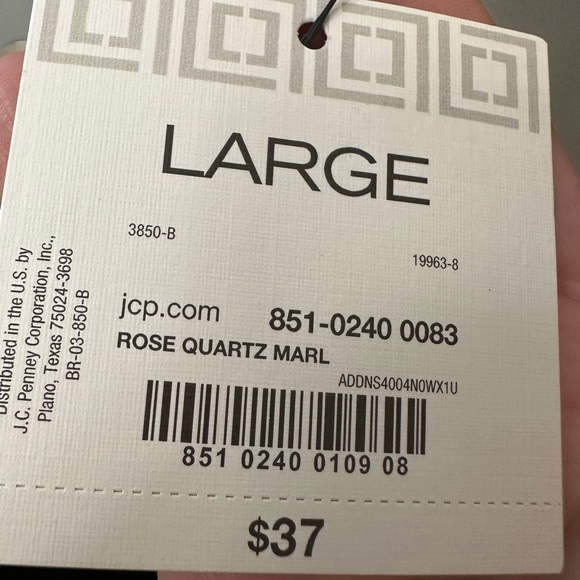 LARGE
3850-B
19963-8
jcp.com 851-0240 0083
ROSE QUARTZ MARL
ADDNS4004N0WX1U
851 0240 0109 08
$37
Distributed in the U.S. by
J.C. Penney Corporation, Inc.,
Plano, Texas 75024-3698
BR-03-850-B